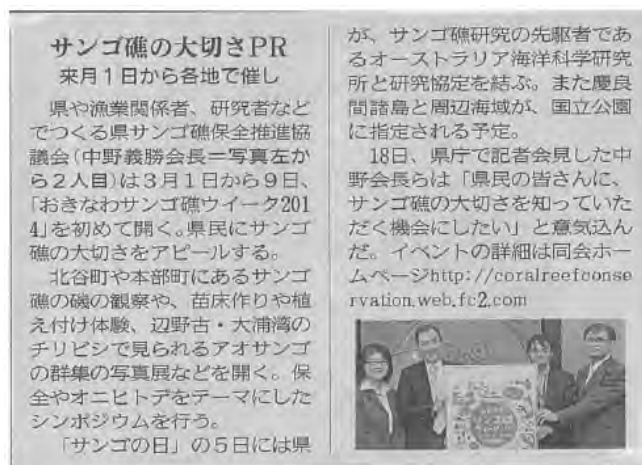 サンゴ礁の大切さPR
来月1日から各地で催し
県や漁業関係者、研究者など
でつくる県サンゴ礁保全推進協
議会(中野義勝会長=写真左か
ら2人目)は3月1日から9日、
「おきなわサンゴ礁ウイーク201
4」を初めて開く。県民にサンゴ
礁の大切さをアピールする。
北谷町や本部町にあるサンゴ
礁の磯の観察や、苗床作りや植
え付け体験、辺野古・大浦湾の
チリビシで見られるアオサンゴ
の群集の写真展などを開く。保
全やオニヒトデをテーマにした
シンポジウムを行う。
「サンゴの日」の5日には県
が、サンゴ礁研究の先駆者であ
るオーストラリア海洋科学研究
所と研究協定を結ぶ。また慶良
間諸島と周辺海域が、国立公園
に指定される予定。
18日、県庁で記者会見した中
野会長らは「県民の皆さんに、
サンゴ礁の大切さを知っていた
だく機会にしたい」と意気込ん
だ。イベントの詳細は同会ホー
ムページhttp://coralreefconse
rvation.web.fc2.com